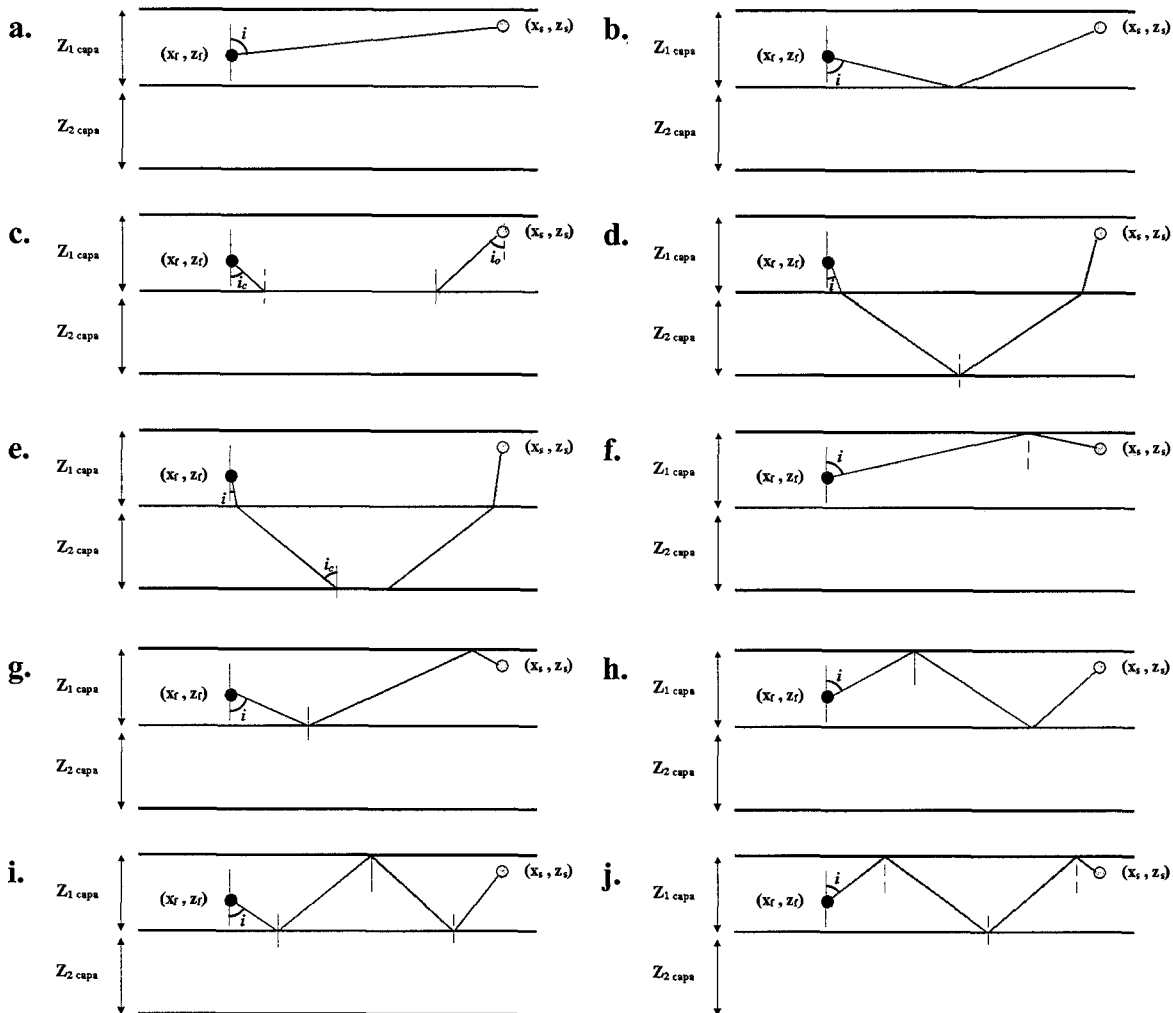 a.
Z1 capa
(xf , zf)
i
(xs , zs)
Z2 capa
b.
Z1 capa
(xf , zf)
i
(xs , zs)
Z2 capa
c.
Z1 capa
(xf , zf)
ic
io
(xs , zs)
Z2 capa
d.
Z1 capa
(xf , zf)
i
(xs , zs)
Z2 capa
e.
Z1 capa
(xf , zf)
i
(xs , zs)
Z2 capa
ic
f.
Z1 capa
(xf , zf)
i
(xs , zs)
Z2 capa
g.
Z1 capa
(xf , zf)
i
(xs , zs)
Z2 capa
h.
Z1 capa
(xf , zf)
i
(xs , zs)
Z2 capa
i.
Z1 capa
(xf , zf)
i
(xs , zs)
Z2 capa
j.
Z1 capa
(xf , zf)
i
(xs , zs)
Z2 capa